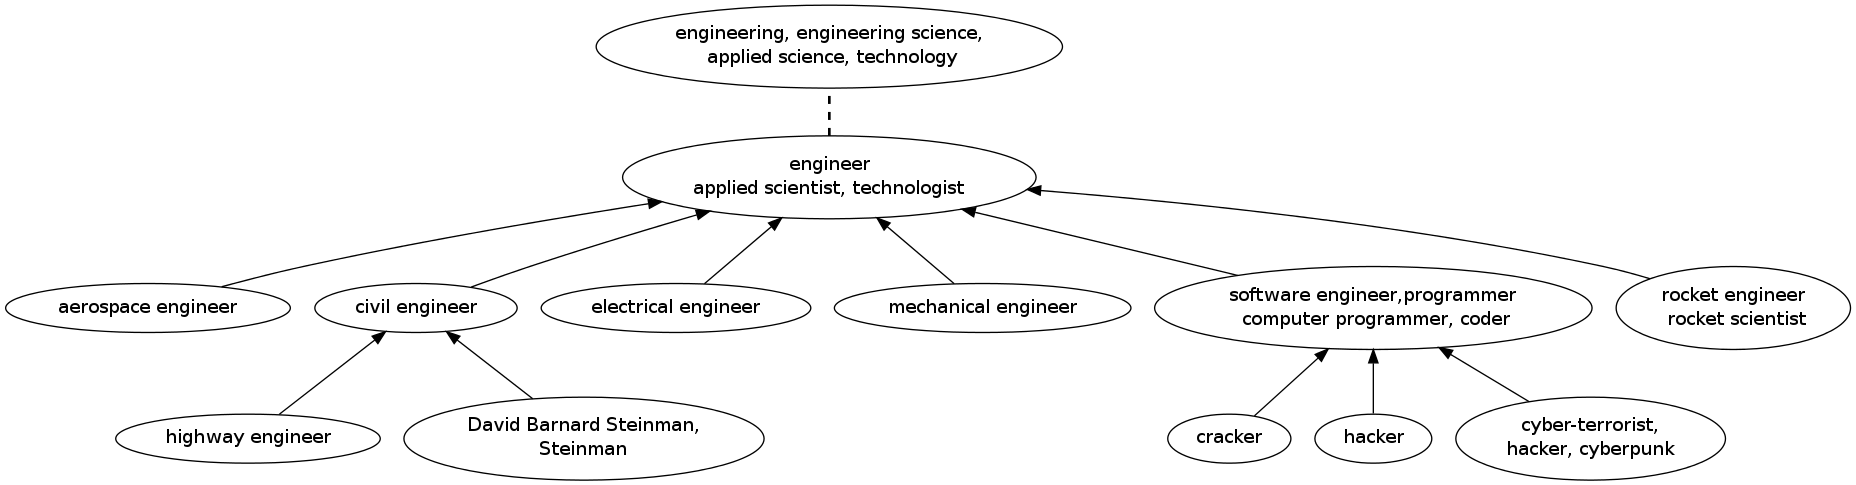 engineering, engineering science,
applied science, technology
engineer
applied scientist, technologist
aerospace engineer
civil engineer
electrical engineer
mechanical engineer
software engineer,programmer
computer programmer, coder
rocket engineer
rocket scientist
highway engineer
David Barnard Steinman,
Steinman
cracker
hacker
cyber-terrorist,
hacker, cyberpunk